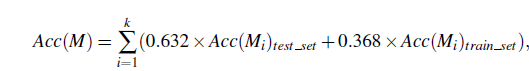 k
Acc(M) = ∑(0.632 × Acc(M_i)_{test_set} + 0.368 × Acc(M_i)_{train_set}),
i=1